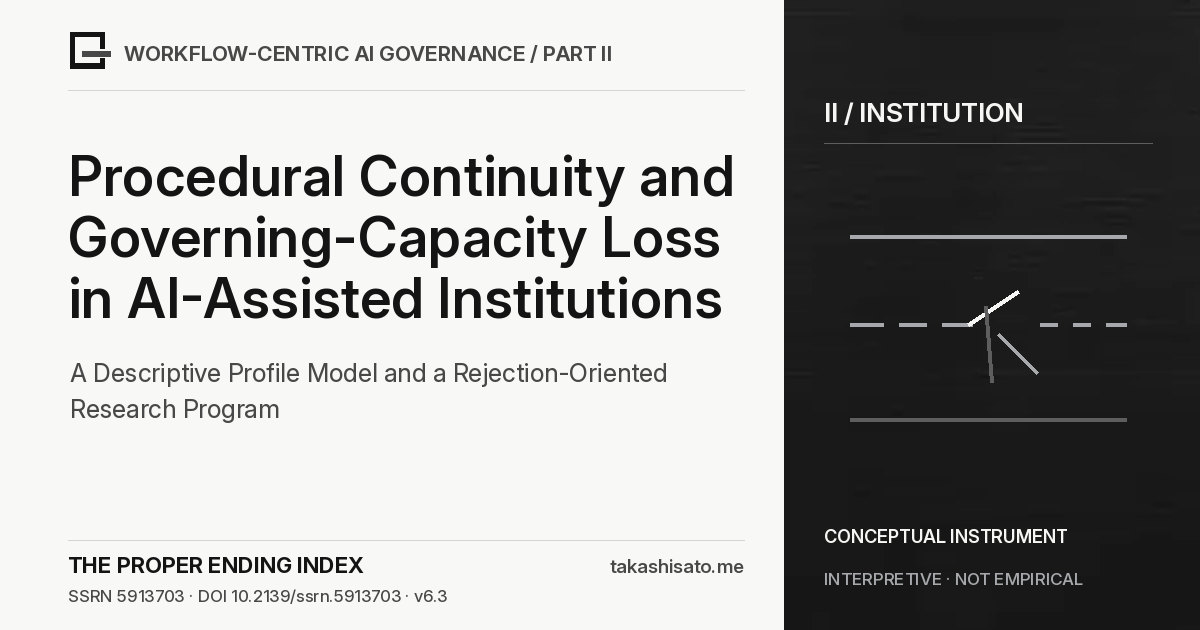 WORKFLOW-CENTRIC AI GOVERNANCE / PART II
Procedural Continuity and
Governing-Capacity Loss
in AI-Assisted Institutions
A Descriptive Profile Model and a Rejection-Oriented
Research Program
THE PROPER ENDING INDEX
takashisato.me
SSRN 5913703 · DOI 10.2139/ssrn.5913703 · v6.3
II / INSTITUTION
CONCEPTUAL INSTRUMENT
INTERPRETIVE · NOT EMPIRICAL